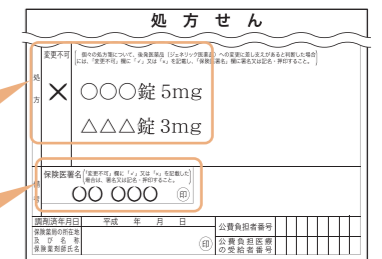 処方せん
変更不可
個々の処方薬について、後発医薬品（ジェネリック医薬品）への変更に差し支えがあると判断した場合
には、「変更不可」欄に「✓」又は「×」を記載し、「保険医署名」欄に署名又は記名・押印すること。
処方
× ○○○錠 5mg
△△△錠 3mg
保険医署名
「変更不可」欄に「✓」又は「×」を記載した
場合は、署名又は記名・押印すること。
○○ ○○○ 印
調剤済年月日 平成 年 月 日
公費負担者番号
保険薬局の所在地
及び名称
保険薬剤師氏名
印
公費負担医療
の受給者番号